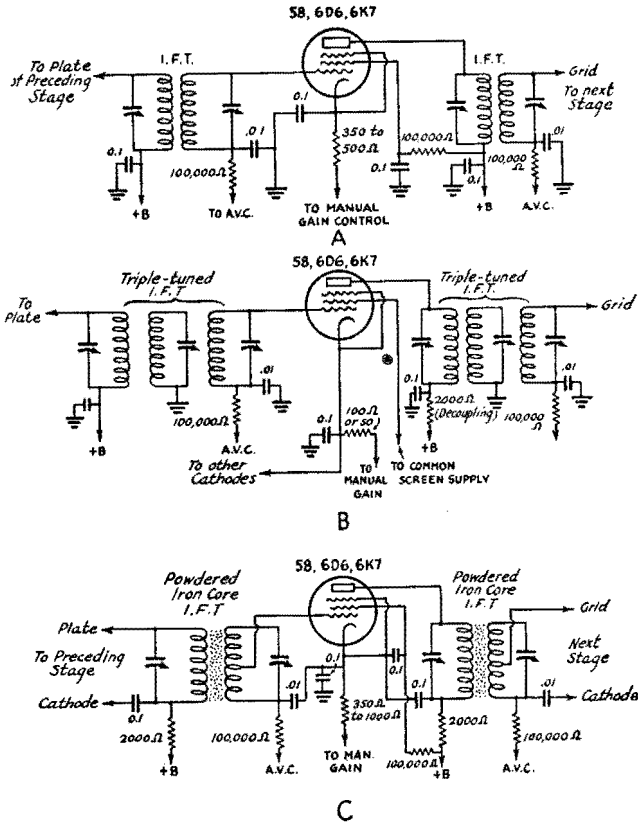 58, 6D6, 6K7
To Plate
of Preceding
Stage
I.F.T.
I.F.T.
Grid
To next
Stage
0.1
.01
0.1
350 to
500Ω
100,000Ω
0.1
.01
0.1
100,000Ω
100,000
Ω
+B
TO A.V.C.
TO MANUAL
GAIN CONTROL
+B
A.V.C.
A
58, 6D6, 6K7
Triple-tuned
I.F.T
Triple-tuned
I.F.T.
To
Plate
Grid
.01
0.1
.01
100,000Ω
0.1
100Ω
or so)
2000Ω
(Decoupling)
100,000
Ω
+B
A.V.C.
+B
To other
Cathodes
TO
MANUAL
GAIN
TO COMMON
SCREEN SUPPLY
B
58, 6D6, 6K7
Powdered
Iron Core
I.F.T
Powdered
Iron Core
I.F.T
Plate
Grid
To Preceding
Stage
Next
Stage
Cathode
0.1
.01
0.1
0.1
0.1
.01
Cathode
2000Ω
100,000Ω
350Ω
to 1000Ω
2000Ω
100,000Ω
+B
A.V.C.
TO MAN.
GAIN
100,000Ω
+B
A.V.C.
C